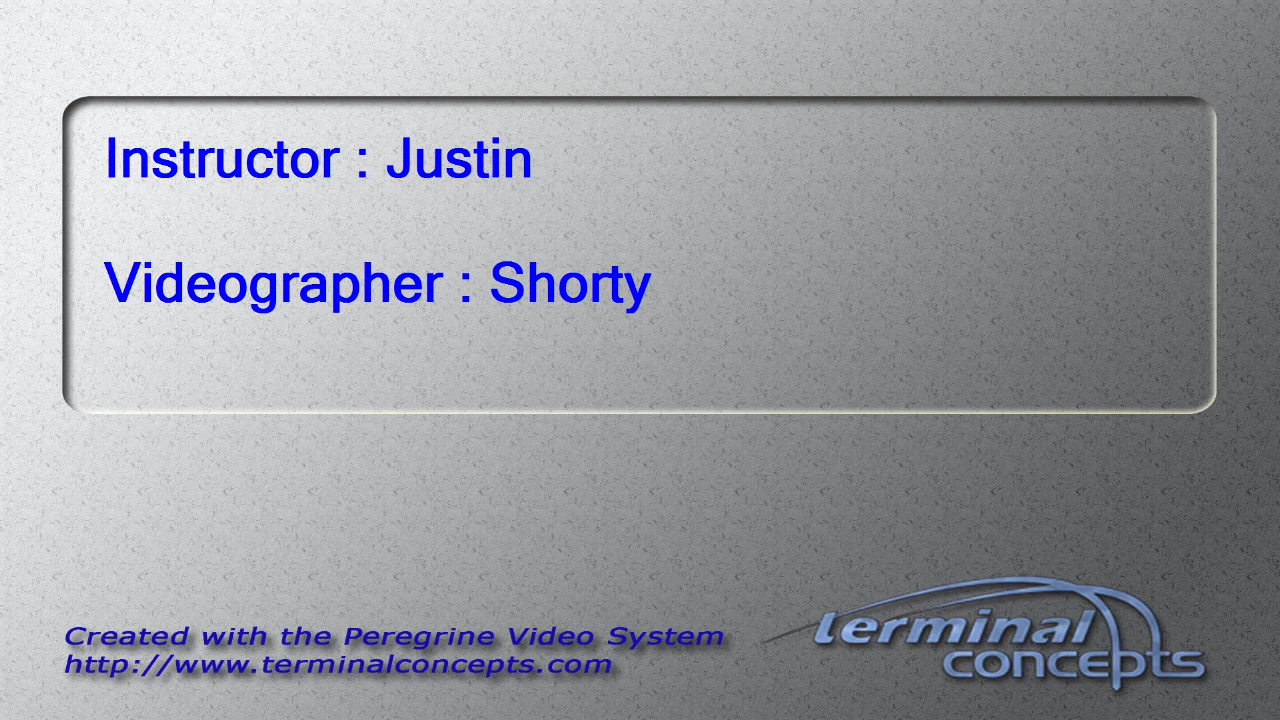 Instructor : Justin
Videographer : Shorty
Created with the Peregrine Video System
http://www.terminalconcepts.com
terminal
concepts